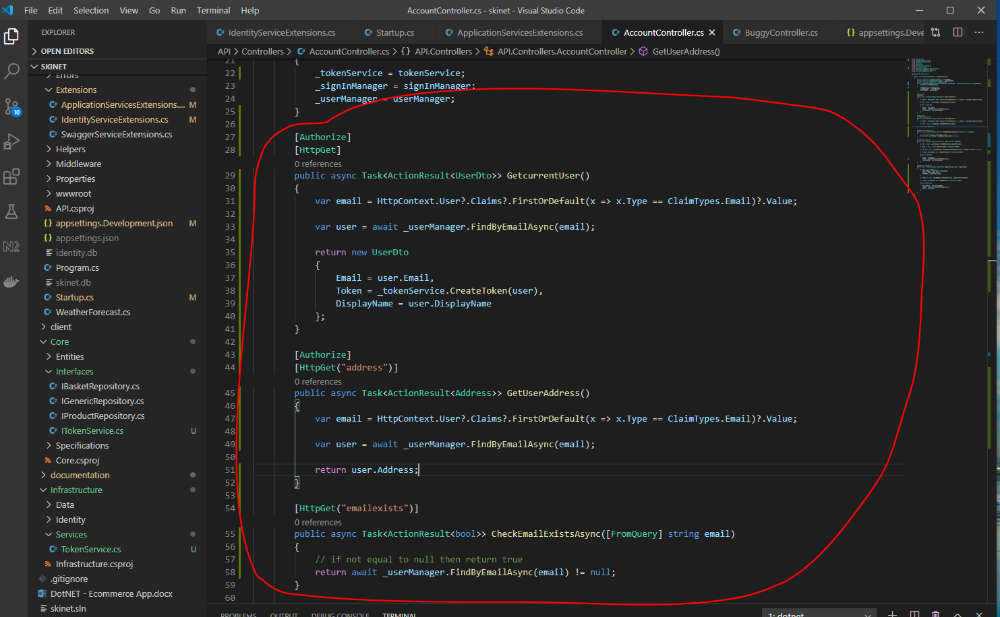 File Edit Selection View Go Run Terminal Help
AccountController.cs - skinet - Visual Studio Code
EXPLORER
OPEN EDITORS
SKINET
Errors
Extensions
ApplicationServicesExtensions.... M
IdentityServiceExtensions.cs M
SwaggerServiceExtensions.cs
Helpers
Middleware
Properties
wwwroot
API.csproj
{} appsettings.Development.json M
{} appsettings.json
identity.db
Program.cs
skinet.db
Startup.cs M
WeatherForecast.cs
client
Core
Entities
Interfaces
IBasketRepository.cs
IGenericRepository.cs
IProductRepository.cs
ITokenService.cs U
Specifications
Core.csproj
documentation
Infrastructure
Data
Identity
Services
TokenService.cs U
Infrastructure.csproj
.gitignore
DotNET - Ecommerce App.docx
skinet.sln
10
IdentityServiceExtensions.cs
Startup.cs
ApplicationServicesExtensions.cs
AccountController.cs
BuggyController.cs
{} appsettings.Deve
API > Controllers > AccountController.cs > {} API.Controllers > API.Controllers.AccountController > GetUserAddress()
21 {
22 _tokenService = tokenService;
23 _signInManager = signInManager;
24 _userManager = userManager;
25 }
26
27 [Authorize]
28 [HttpGet]
0 references
29 public async Task<ActionResult<UserDto>> GetcurrentUser()
30 {
31 var email = HttpContext.User?.Claims?.FirstOrDefault(x => x.Type == ClaimTypes.Email)?.Value;
32
33 var user = await _userManager.FindByEmailAsync(email);
34
35 return new UserDto
36 {
37 Email = user.Email,
38 Token = _tokenService.CreateToken(user),
39 DisplayName = user.DisplayName
40 };
41 }
42
43 [Authorize]
44 [HttpGet("address")]
0 references
45 public async Task<ActionResult<Address>> GetUserAddress()
46 {
47 var email = HttpContext.User?.Claims?.FirstOrDefault(x => x.Type == ClaimTypes.Email)?.Value;
48
49 var user = await _userManager.FindByEmailAsync(email);
50
51 return user.Address;
52 }
53
54 [HttpGet("emailexists")]
0 references
55 public async Task<ActionResult<bool>> CheckEmailExistsAsync([FromQuery] string email)
56 {
57 // if not equal to null then return true
58 return await _userManager.FindByEmailAsync(email) != null;
59 }
60
PROBLEMS OUTPUT DEBUG CONSOLE TERMINAL
1: dotnet